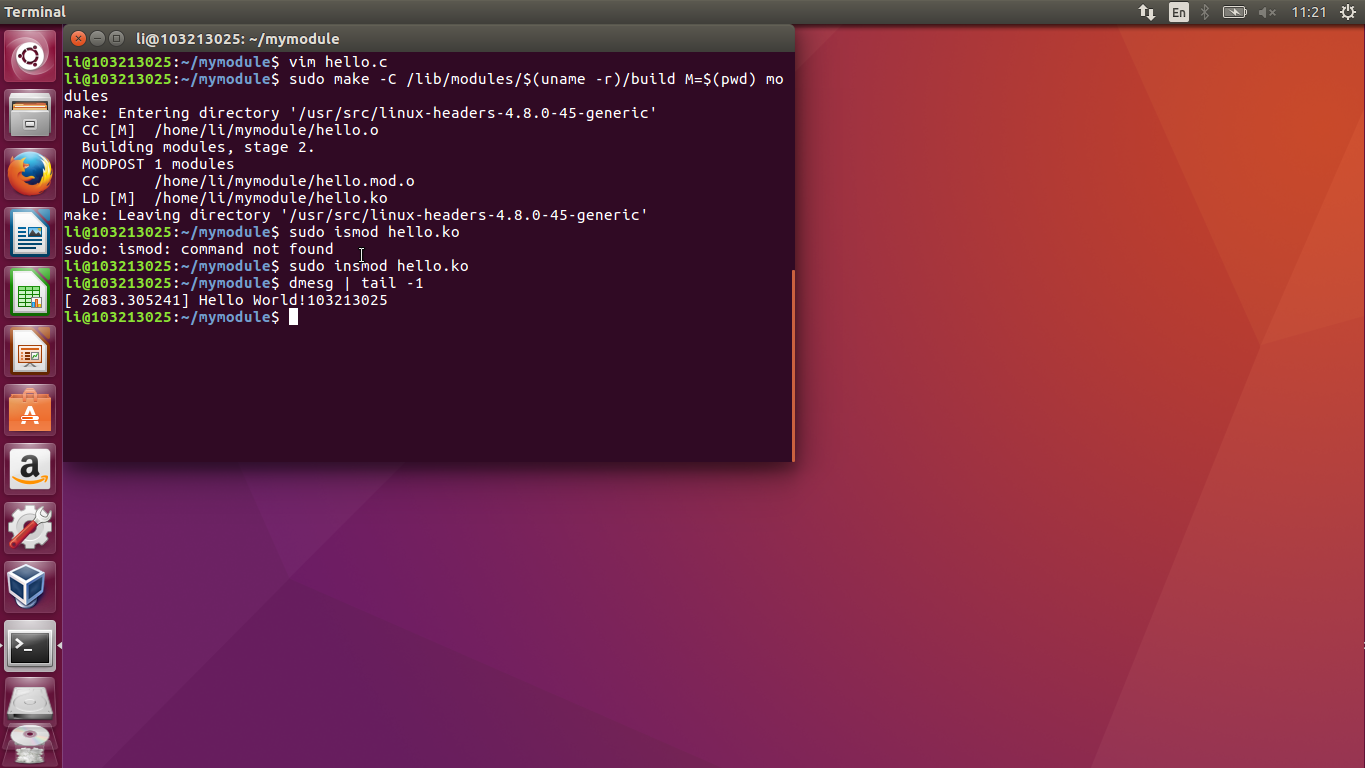 Terminal
En
11:21
li@103213025: ~/mymodule
li@103213025:~/mymodule$ vim hello.c
li@103213025:~/mymodule$ sudo make -C /lib/modules/$(uname -r)/build M=$(pwd) mo
dules
make: Entering directory '/usr/src/linux-headers-4.8.0-45-generic'
  CC [M]  /home/li/mymodule/hello.o
  Building modules, stage 2.
  MODPOST 1 modules
  CC      /home/li/mymodule/hello.mod.o
  LD [M]  /home/li/mymodule/hello.ko
make: Leaving directory '/usr/src/linux-headers-4.8.0-45-generic'
li@103213025:~/mymodule$ sudo ismod hello.ko
sudo: ismod: command not found
li@103213025:~/mymodule$ sudo insmod hello.ko
li@103213025:~/mymodule$ dmesg | tail -1
[ 2683.305241] Hello World!103213025
li@103213025:~/mymodule$